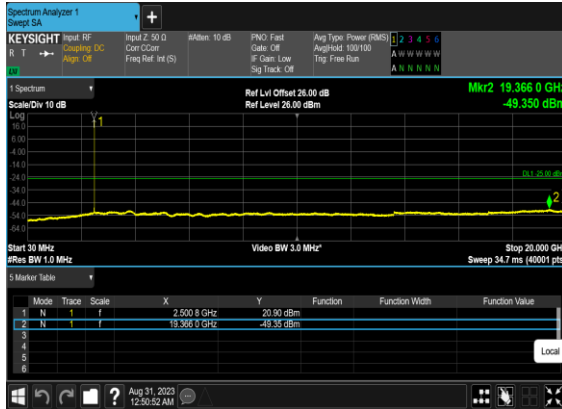 Spectrum Analyzer 1
Swept SA
+
KEYSIGHT Input: RF Input Z: 50 Ω #Atten: 10 dB PNO: Fast Avg Type: Power (RMS) 1 2 3 4 5 6
R T Coupling: DC Corr CCorr Gate: Off Avg|Hold: 100/100 A W W W W W
Align: Off Freq Ref: Int (S) IF Gain: Low Trig: Free Run
LU Sig Track: Off A N N N N N
1 Spectrum Ref Lvl Offset 26.00 dB Mkr2 19.366 0 GHz
Scale/Div 10 dB Ref Level 26.00 dBm -49.350 dBm
Log
16.0
1
6.00
-4.00
-14.0
-24.0 DL1 -25.00 dBm
-34.0
-44.0 2
-54.0
-64.0
Start 30 MHz Video BW 3.0 MHz* Stop 20.000 GHz
#Res BW 1.0 MHz Sweep 34.7 ms (40001 pts)
5 Marker Table
Mode Trace Scale X Y Function Function Width Function Value
1 N 1 f 2.500 8 GHz 20.90 dBm
2 N 1 f 19.366 0 GHz -49.35 dBm
3
4
5
6
Local
? Aug 31, 2023
12:50:52 AM